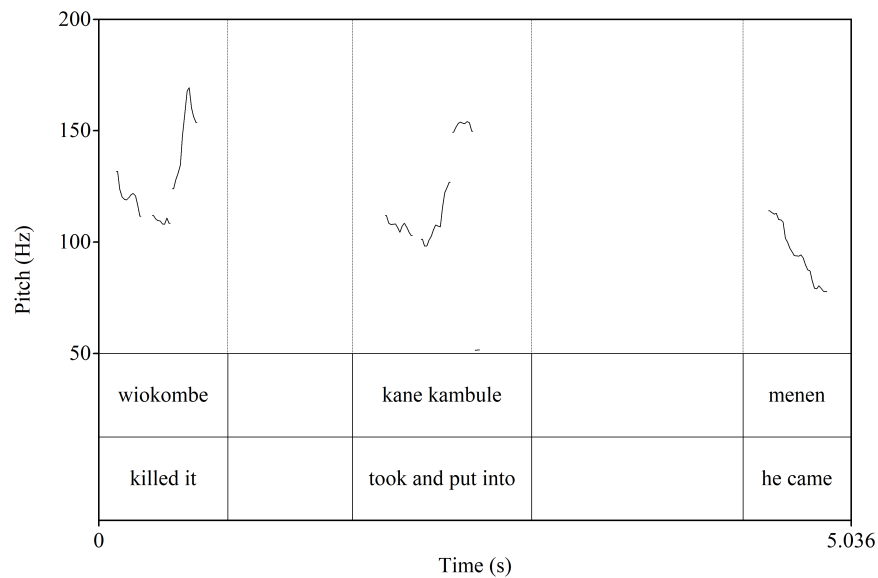 200
150
Pitch (Hz)
100
50
wiokombe kane kambule menen
killed it took and put into he came
0 5.036
Time (s)